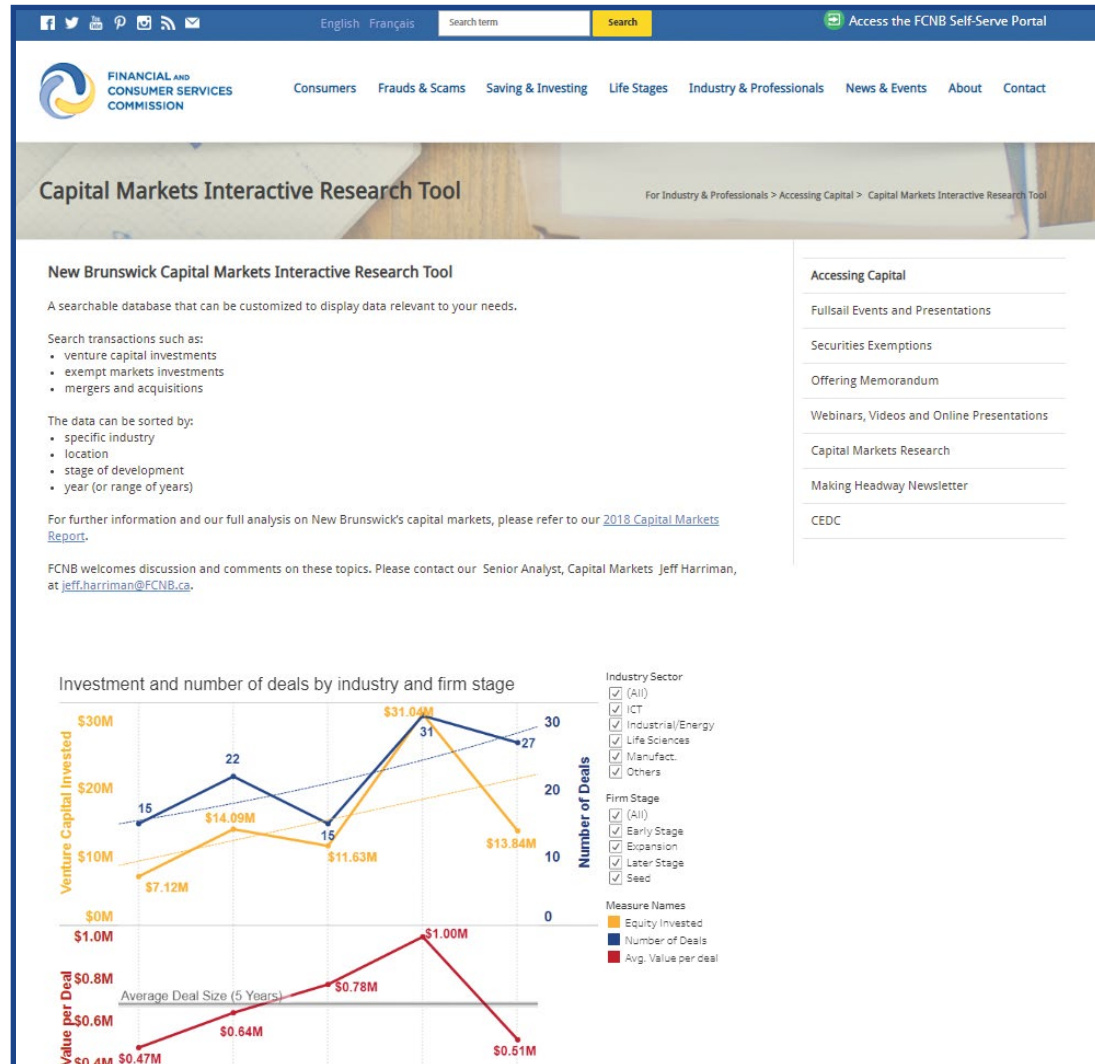 English Français
Search term
Search
Access the FCNB Self-Serve Portal
FINANCIAL AND
CONSUMER SERVICES
COMMISSION
Consumers Frauds & Scams Saving & Investing Life Stages Industry & Professionals News & Events About Contact
Capital Markets Interactive Research Tool
For Industry & Professionals > Accessing Capital > Capital Markets Interactive Research Tool
New Brunswick Capital Markets Interactive Research Tool
A searchable database that can be customized to display data relevant to your needs.
Search transactions such as:
• venture capital investments
• exempt markets investments
• mergers and acquisitions
The data can be sorted by:
• specific industry
• location
• stage of development
• year (or range of years)
For further information and our full analysis on New Brunswick's capital markets, please refer to our 2018 Capital Markets
Report.
FCNB welcomes discussion and comments on these topics. Please contact our Senior Analyst, Capital Markets Jeff Harriman,
at jeff.harriman@FCNB.ca.
Accessing Capital
Fullsail Events and Presentations
Securities Exemptions
Offering Memorandum
Webinars, Videos and Online Presentations
Capital Markets Research
Making Headway Newsletter
CEDC
Investment and number of deals by industry and firm stage
Venture Capital Invested
$30M
$20M
$10M
$0M
15
22
15
31
27
$7.12M
$14.09M
$11.63M
$31.04M
$13.84M
30
20
10
0
Number of Deals
Value per Deal
$1.0M
$0.8M
$0.6M
$0.4M
Average Deal Size (5 Years)
$0.47M
$0.64M
$0.78M
$1.00M
$0.51M
Industry Sector
(All)
ICT
Industrial/Energy
Life Sciences
Manufact.
Others
Firm Stage
(All)
Early Stage
Expansion
Later Stage
Seed
Measure Names
Equity Invested
Number of Deals
Avg. Value per deal